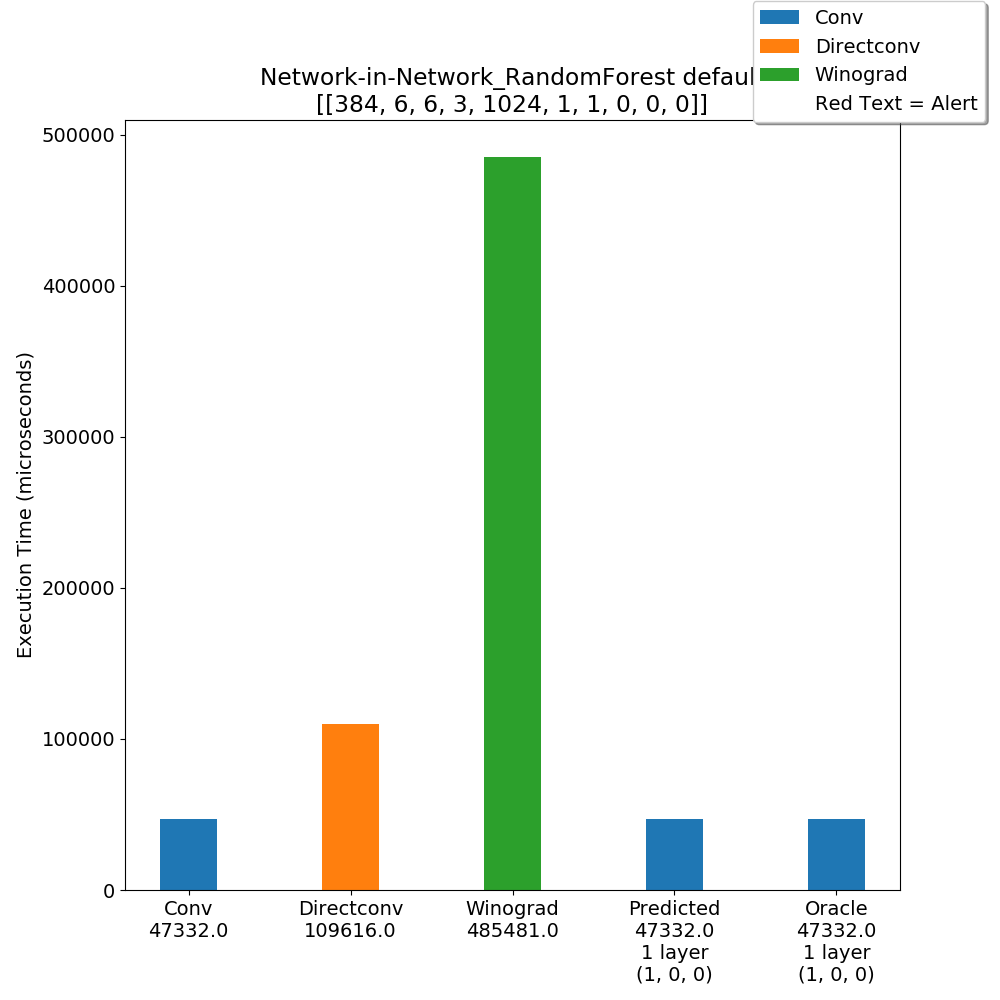 Conv
Directconv
Winograd
Red Text = Alert
Network-in-Network_RandomForest defaul
[[384, 6, 6, 3, 1024, 1, 1, 0, 0, 0]]
Execution Time (microseconds)
500000
400000
300000
200000
100000
0
Conv
47332.0
Directconv
109616.0
Winograd
485481.0
Predicted
47332.0
1 layer
(1, 0, 0)
Oracle
47332.0
1 layer
(1, 0, 0)